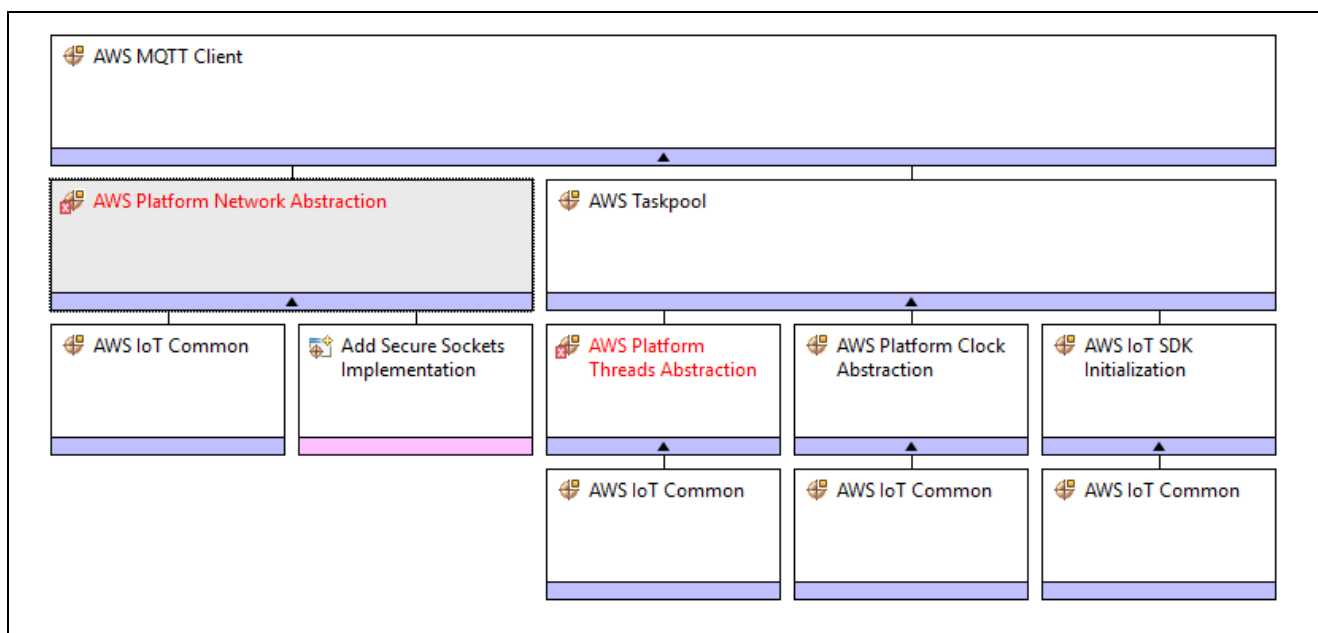 AWS MQTT Client
AWS Platform Network Abstraction
AWS Taskpool
AWS IoT Common
Add Secure Sockets
Implementation
AWS Platform
Threads Abstraction
AWS Platform Clock
Abstraction
AWS IoT SDK
Initialization
AWS IoT Common
AWS IoT Common
AWS IoT Common